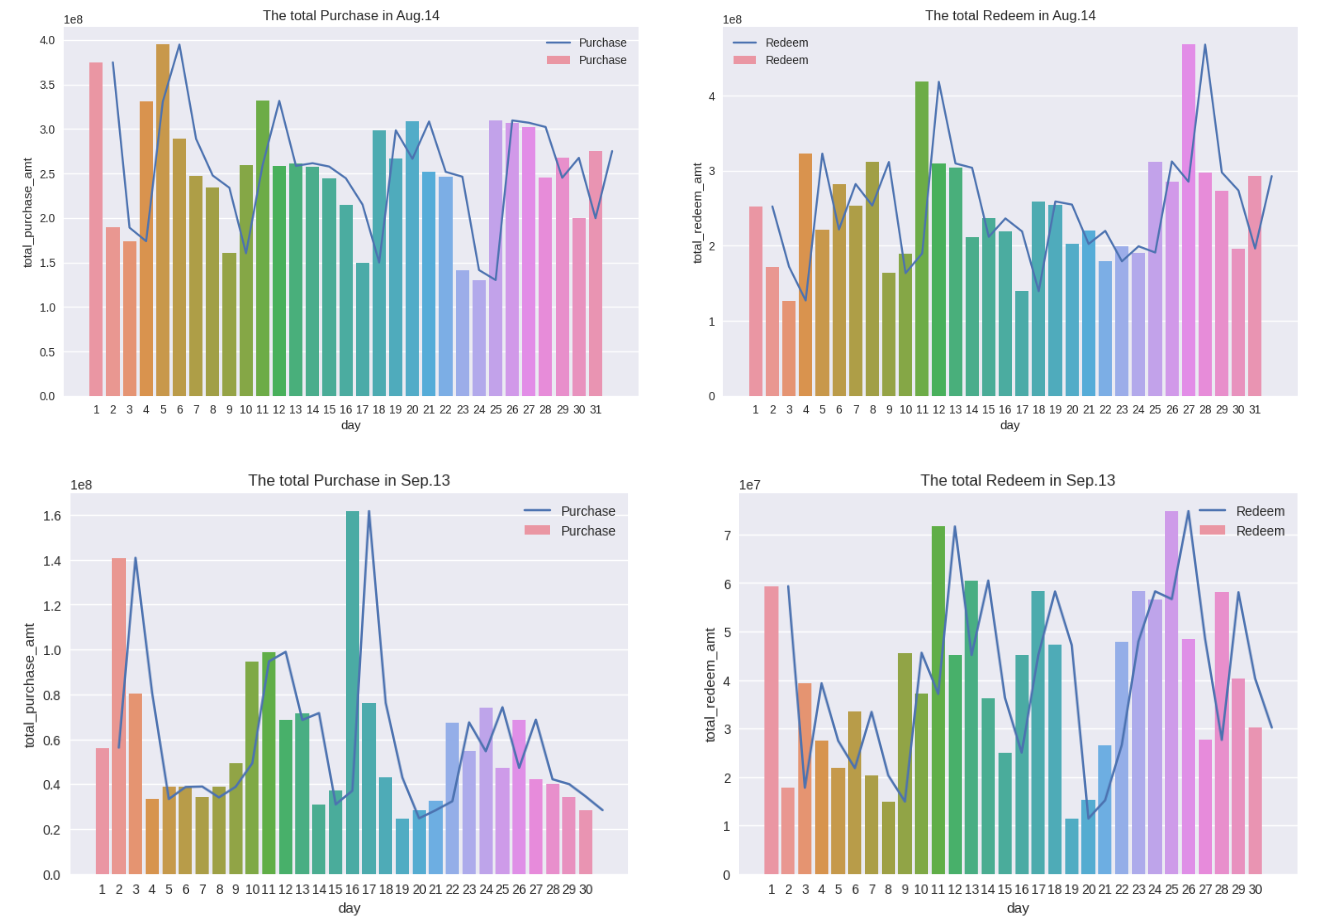 The total Purchase in Aug.14
1e8
Purchase
Purchase
4.0
3.5
3.0
2.5
2.0
1.5
1.0
0.5
0.0
total_purchase_amt
1 2 3 4 5 6 7 8 9 10 11 12 13 14 15 16 17 18 19 20 21 22 23 24 25 26 27 28 29 30 31
day
The total Redeem in Aug.14
1e8
Redeem
Redeem
4
3
2
1
0
total_redeem_amt
1 2 3 4 5 6 7 8 9 10 11 12 13 14 15 16 17 18 19 20 21 22 23 24 25 26 27 28 29 30 31
day
The total Purchase in Sep.13
1e8
Purchase
Purchase
1.6
1.4
1.2
1.0
0.8
0.6
0.4
0.2
0.0
total_purchase_amt
1 2 3 4 5 6 7 8 9 10 11 12 13 14 15 16 17 18 19 20 21 22 23 24 25 26 27 28 29 30
day
The total Redeem in Sep.13
1e7
Redeem
Redeem
7
6
5
4
3
2
1
0
total_redeem_amt
1 2 3 4 5 6 7 8 9 10 11 12 13 14 15 16 17 18 19 20 21 22 23 24 25 26 27 28 29 30
day